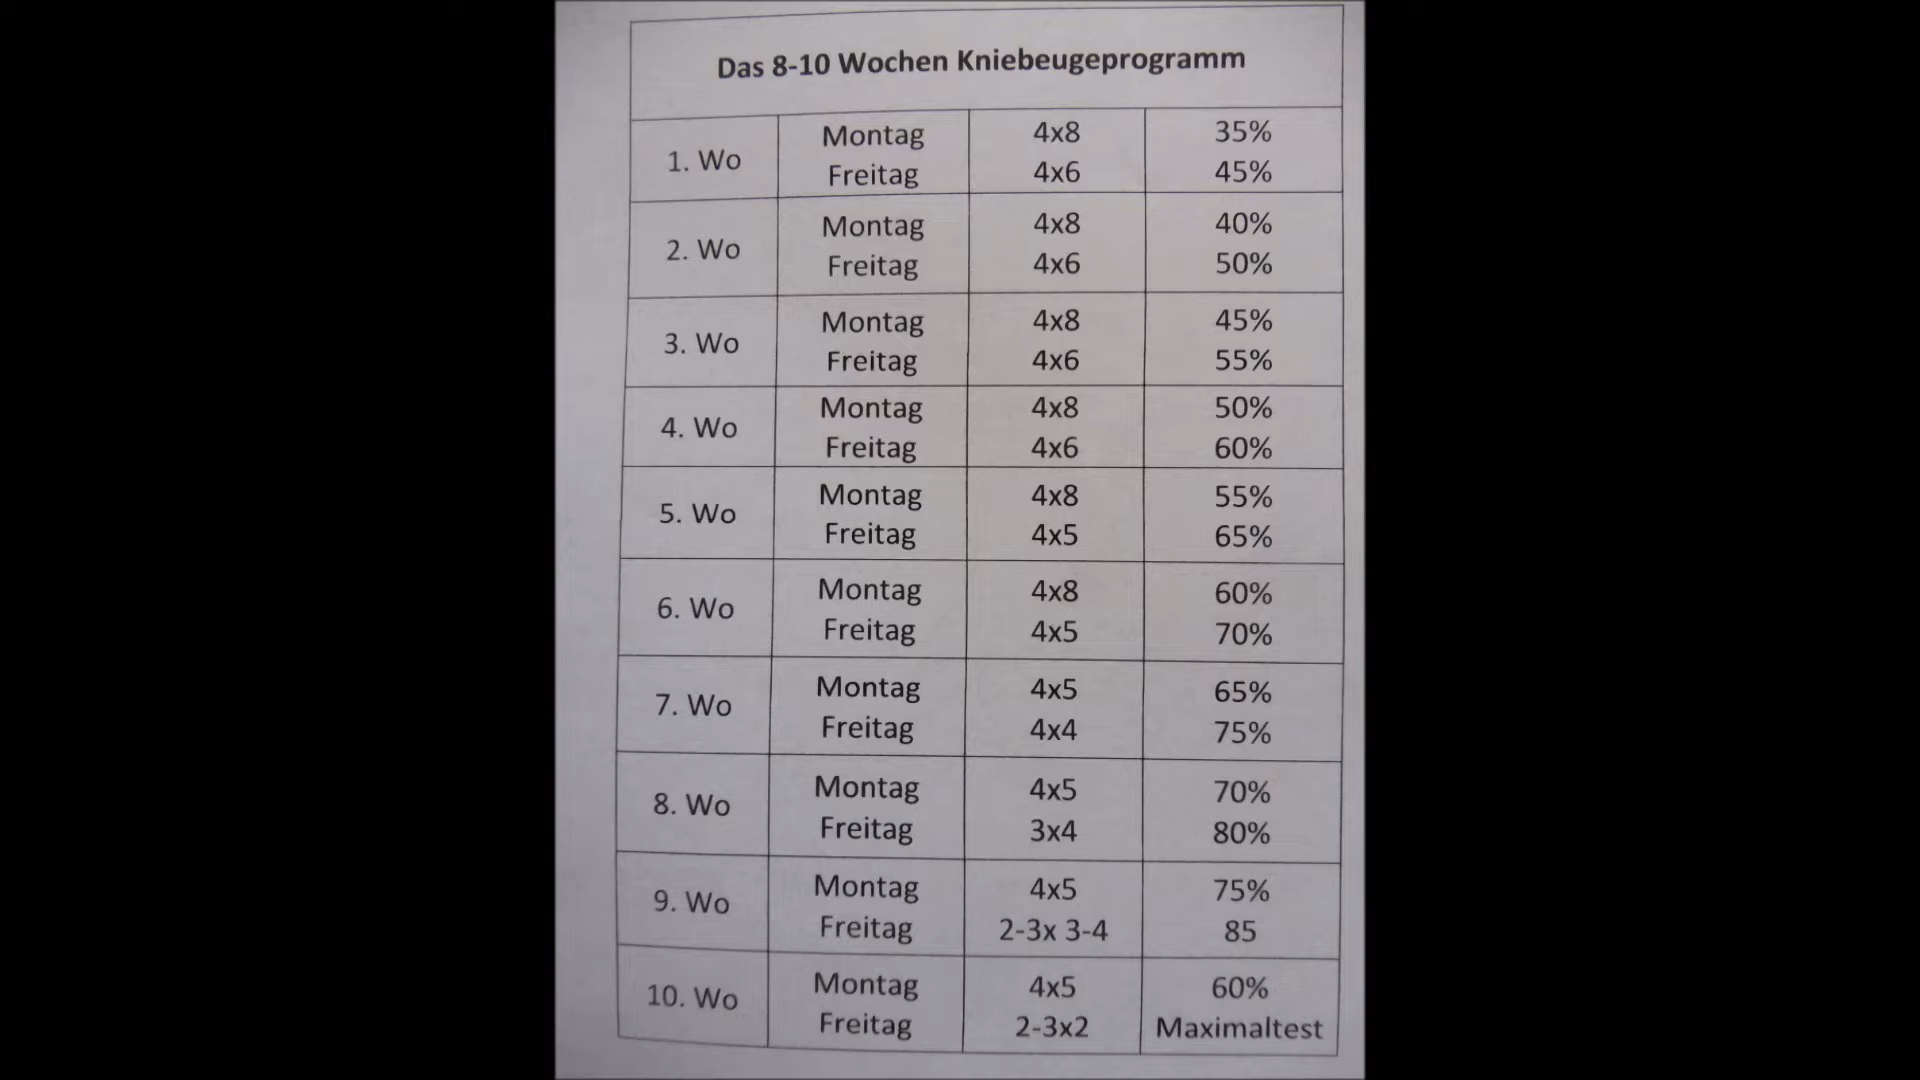 Das 8-10 Wochen Kniebeugeprogramm
1. Wo Montag 4x8 35%
Freitag 4x6 45%
2. Wo Montag 4x8 40%
Freitag 4x6 50%
3. Wo Montag 4x8 45%
Freitag 4x6 55%
4. Wo Montag 4x8 50%
Freitag 4x6 60%
5. Wo Montag 4x8 55%
Freitag 4x5 65%
6. Wo Montag 4x8 60%
Freitag 4x5 70%
7. Wo Montag 4x5 65%
Freitag 4x4 75%
8. Wo Montag 4x5 70%
Freitag 3x4 80%
9. Wo Montag 4x5 75%
Freitag 2-3x 3-4 85
10. Wo Montag 4x5 60%
Freitag 2-3x2 Maximaltest